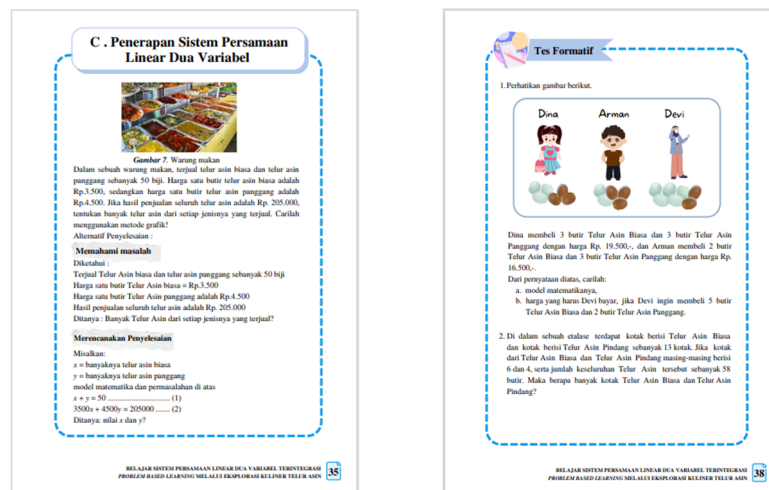 C . Penerapan Sistem Persamaan
Linear Dua Variabel
Gambar 7. Warung makan
Dalam sebuah warung makan, terjual telur asin biasa dan telur asin
panggang sebanyak 50 biji. Harga satu butir telur asin biasa adalah
Rp.3.500, sedangkan harga satu butir telur asin panggang adalah
Rp.4.500. Jika hasil penjualan seluruh telur asin adalah Rp. 205.000,
tentukan banyak telur asin dari setiap jenisnya yang terjual. Carilah
menggunakan metode grafik!
Alternatif Penyelesaian :
Memahami masalah
Diketahui :
Terjual Telur Asin biasa dan telur asin panggang sebanyak 50 biji
Harga satu butir Telur Asin biasa = Rp.3.500
Harga satu butir Telur Asin panggang adalah Rp.4.500
Hasil penjualan seluruh telur asin adalah Rp. 205.000
Ditanya : Banyak Telur Asin dari setiap jenisnya yang terjual?
Merencanakan Penyelesaian
Misalkan:
x = banyaknya telur asin biasa
y = banyaknya telur asin panggang
model matematika dan permasalahan di atas
x + y = 50 ........................ (1)
3500x + 4500y = 205000 ...... (2)
Ditanya: nilai x dan y?
BELAJAR SISTEM PERSAMAAN LINEAR DUA VARIABEL TERINTEGRASI
PROBLEM BASED LEARNING MELALUI EKSPLORASI KULINER TELUR ASIN
35
Tes Formatif
1. Perhatikan gambar berikut.
Dina Arman Devi
Dina membeli 3 butir Telur Asin Biasa dan 3 butir Telur Asin
Panggang dengan harga Rp. 19.500,-, dan Arman membeli 2 butir
Telur Asin Biasa dan 3 butir Telur Asin Panggang dengan harga Rp.
16.500,-.
Dari pernyataan diatas, carilah:
a. model matematikanya,
b. harga yang harus Devi bayar, jika Devi ingin membeli 5 butir
Telur Asin Biasa dan 2 butir Telur Asin Panggang.
2. Di dalam sebuah etalase terdapat kotak berisi Telur Asin Biasa
dan kotak berisi Telur Asin Pindang sebanyak 13 kotak. Jika kotak
dari Telur Asin Biasa dan Telur Asin Pindang masing-masing berisi
6 dan 4, serta jumlah keseluruhan Telur Asin tersebut sebanyak 58
butir. Maka berapa banyak kotak Telur Asin Biasa dan Telur Asin
Pindang?
BELAJAR SISTEM PERSAMAAN LINEAR DUA VARIABEL TERINTEGRASI
PROBLEM BASED LEARNING MELALUI EKSPLORASI KULINER TELUR ASIN
38